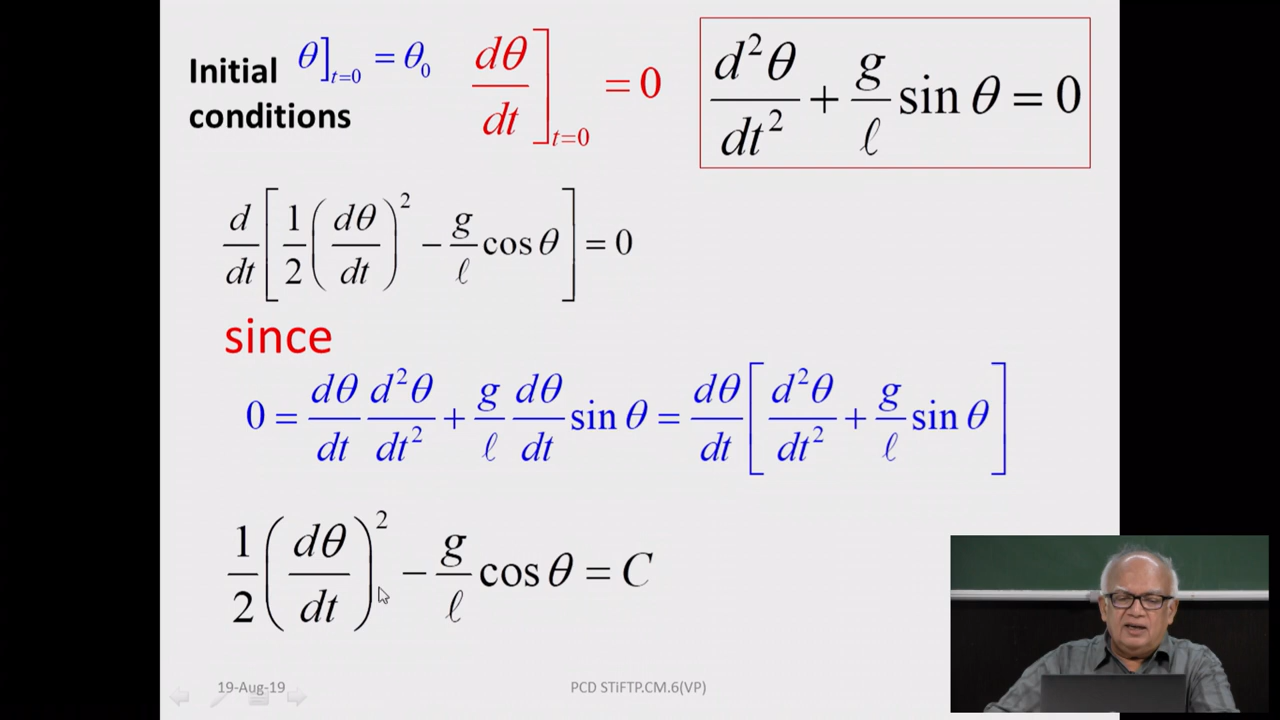 Initial conditions θ]_{t=0} = θ_0   dθ/dt]_{t=0} = 0   d²θ/dt² + g/ℓ sin θ = 0
d/dt [1/2 (dθ/dt)² − g/ℓ cos θ] = 0
since
0 = dθ/dt d²θ/dt² + g/ℓ dθ/dt sin θ = dθ/dt [d²θ/dt² + g/ℓ sin θ]
1/2 (dθ/dt)² − g/ℓ cos θ = C
19-Aug-19 PCD STiFTP.CM.6(VP)